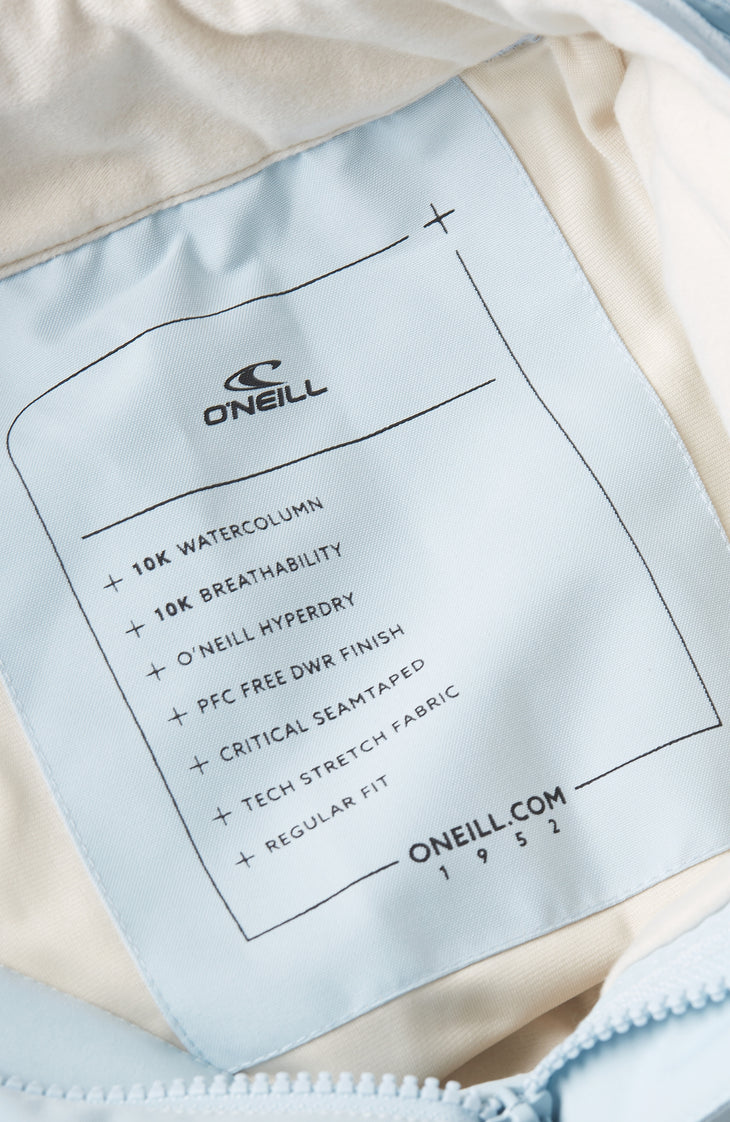 O'NEILL
+ 10K WATERCOLUMN
+ 10K BREATHABILITY
+ O'NEILL HYPERDRY
+ PFC FREE DWR FINISH
+ CRITICAL SEAMTAPED
+ TECH STRETCH FABRIC
+ REGULAR FIT
ONEILL.COM
1952